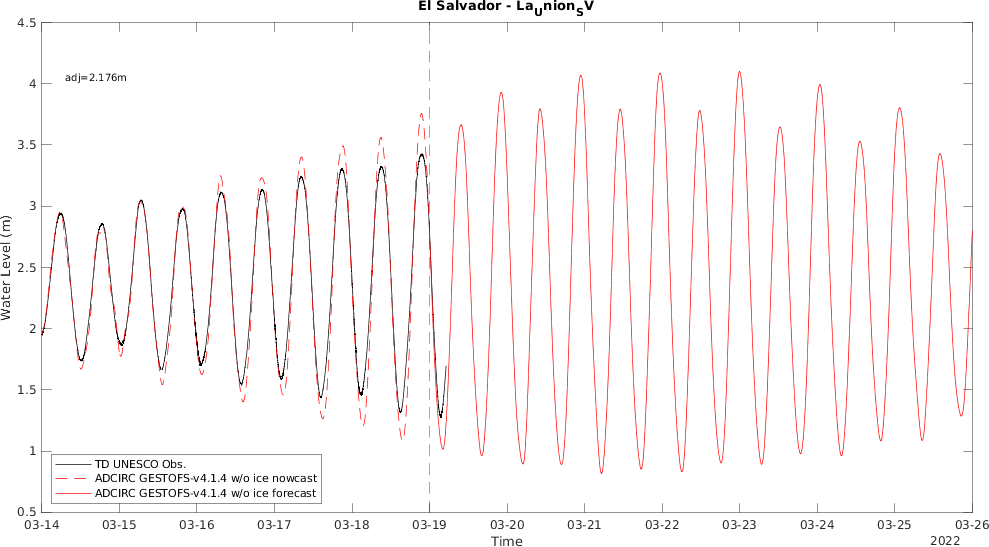 El Salvador - LaUnionSV
4.5
4
adj=2.176m
3.5
3
2.5
2
1.5
1
0.5
Water Level (m)
TD UNESCO Obs.
ADCIRC GESTOFS-v4.1.4 w/o ice nowcast
ADCIRC GESTOFS-v4.1.4 w/o ice forecast
03-14 03-15 03-16 03-17 03-18 03-19 03-20 03-21 03-22 03-23 03-24 03-25 03-26
Time
2022